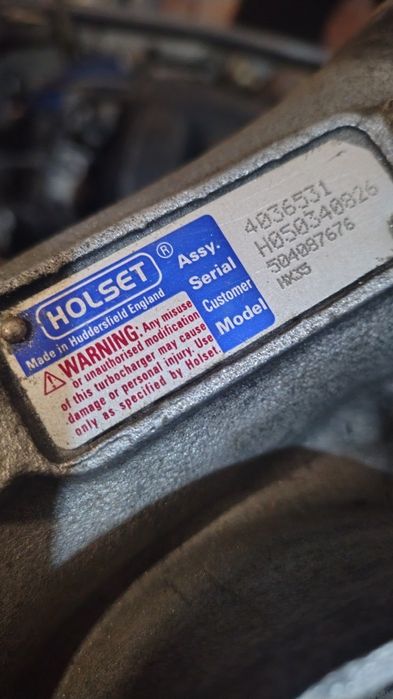 HOLSET ®
Made in Huddersfield England
⚠ WARNING: Any misuse
or unauthorised modification
of this turbocharger may cause
damage or personal injury. Use
only as specified by Holset.
Assy. 4036531
Serial H050340826
Customer 504087676
Model HX35